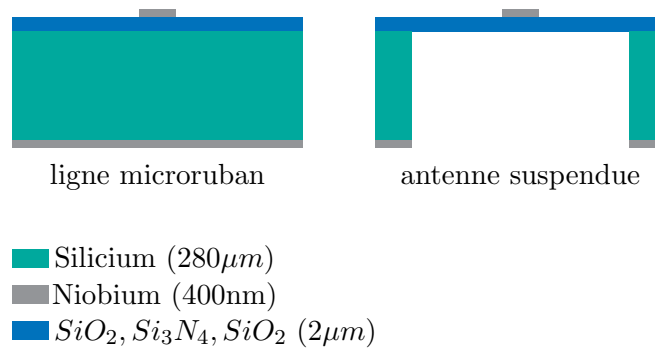 ligne microruban
antenne suspendue
Silicium (280μm)
Niobium (400nm)
SiO₂, Si₃N₄, SiO₂ (2μm)